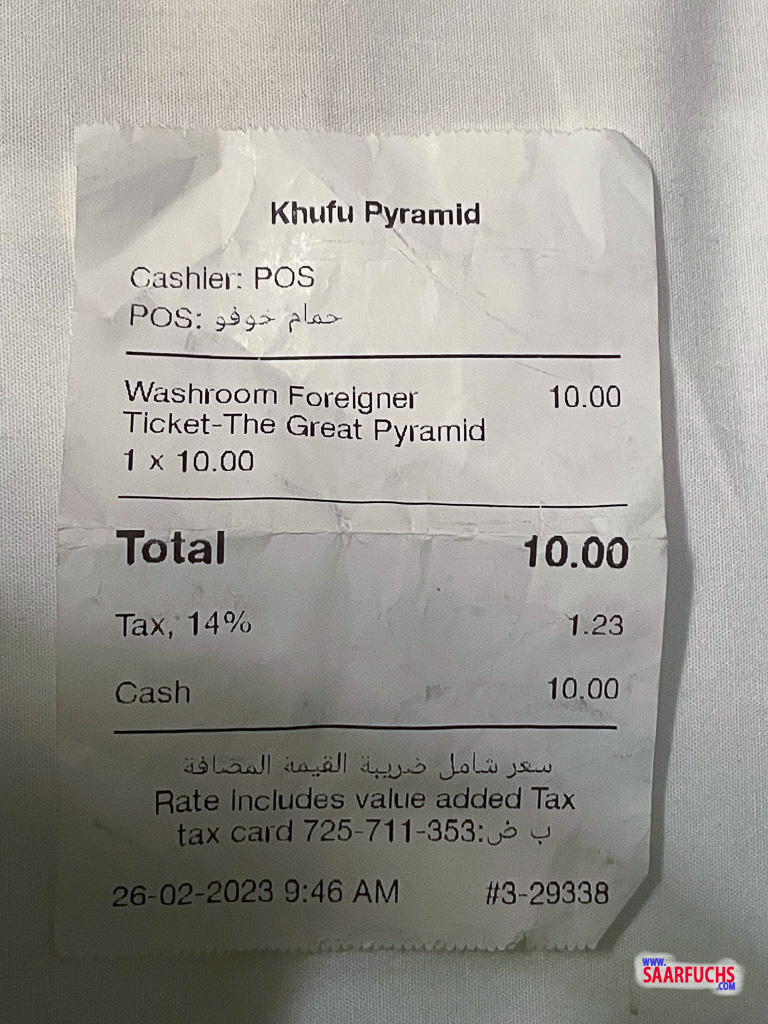 Khufu Pyramid
Cashier: POS
POS: حمام خوفو
Washroom Foreigner 10.00
Ticket-The Great Pyramid
1 x 10.00
Total 10.00
Tax, 14% 1.23
Cash 10.00
سعر شامل ضريبة القيمة المضافة
Rate Includes value added Tax
tax card 725-711-353:ب ض
26-02-2023 9:46 AM #3-29338
WWW.
SAARFUCHS
.COM